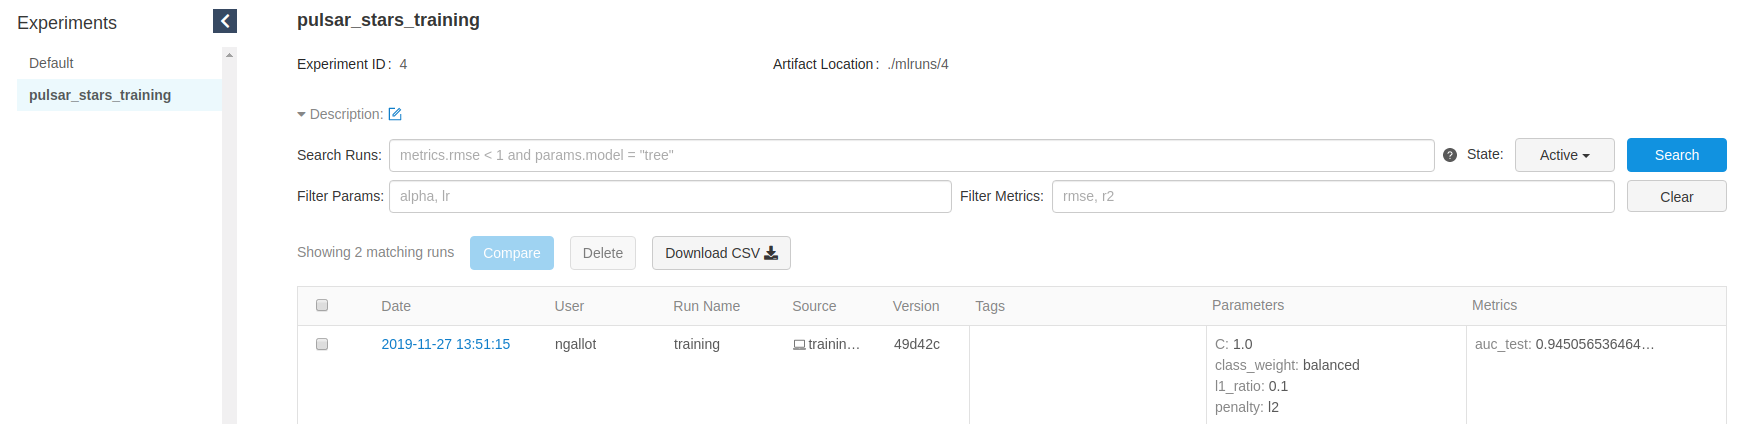 Experiments
Default
pulsar_stars_training
pulsar_stars_training
Experiment ID: 4 Artifact Location: ./mlruns/4
Description:
Search Runs: metrics.rmse < 1 and params.model = "tree" ? State: Active Search
Filter Params: alpha, lr Filter Metrics: rmse, r2 Clear
Showing 2 matching runs Compare Delete Download CSV
Date User Run Name Source Version Tags Parameters Metrics
2019-11-27 13:51:15 ngallot training trainin… 49d42c C: 1.0 auc_test: 0.945056536464…
class_weight: balanced
l1_ratio: 0.1
penalty: l2